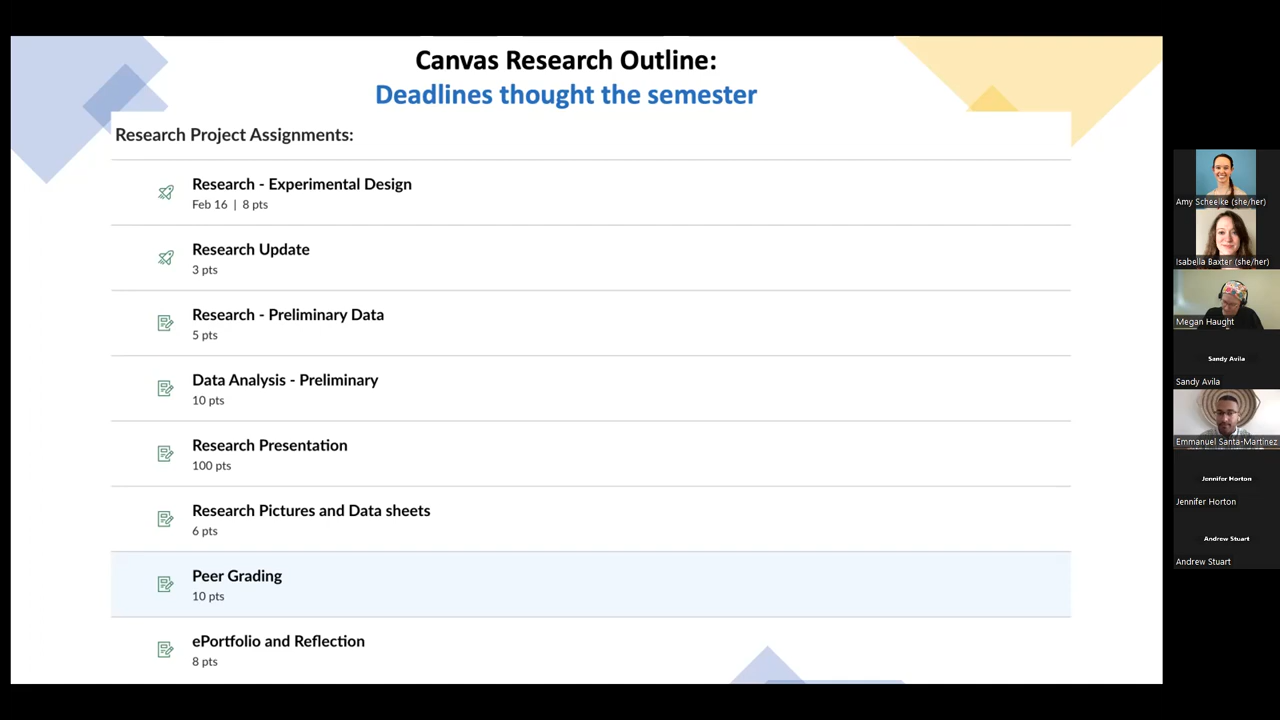 Canvas Research Outline:
Deadlines thought the semester
Research Project Assignments:
Research - Experimental Design
Feb 16 | 8 pts
Research Update
3 pts
Research - Preliminary Data
5 pts
Data Analysis - Preliminary
10 pts
Research Presentation
100 pts
Research Pictures and Data sheets
6 pts
Peer Grading
10 pts
ePortfolio and Reflection
8 pts
Amy Scheelke (she/her)
Isabella Baxter (she/her)
Megan Haught
Sandy Avila
Sandy Avila
Emmanuel Santa-Martinez
Jennifer Horton
Jennifer Horton
Andrew Stuart
Andrew Stuart